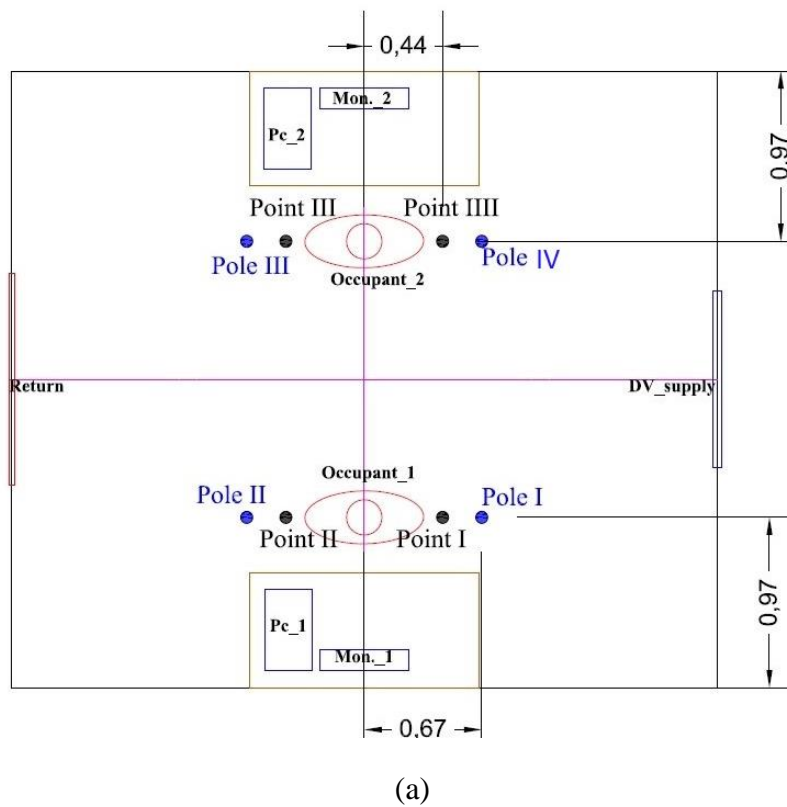 0,44
Mon._2
Pc_2
0,97
Point III
Point IIII
Pole III
Pole IV
Occupant_2
Return
DV_supply
Occupant_1
Pole II
Pole I
Point II
Point I
Pc_1
0,97
Mon._1
0,67
(a)